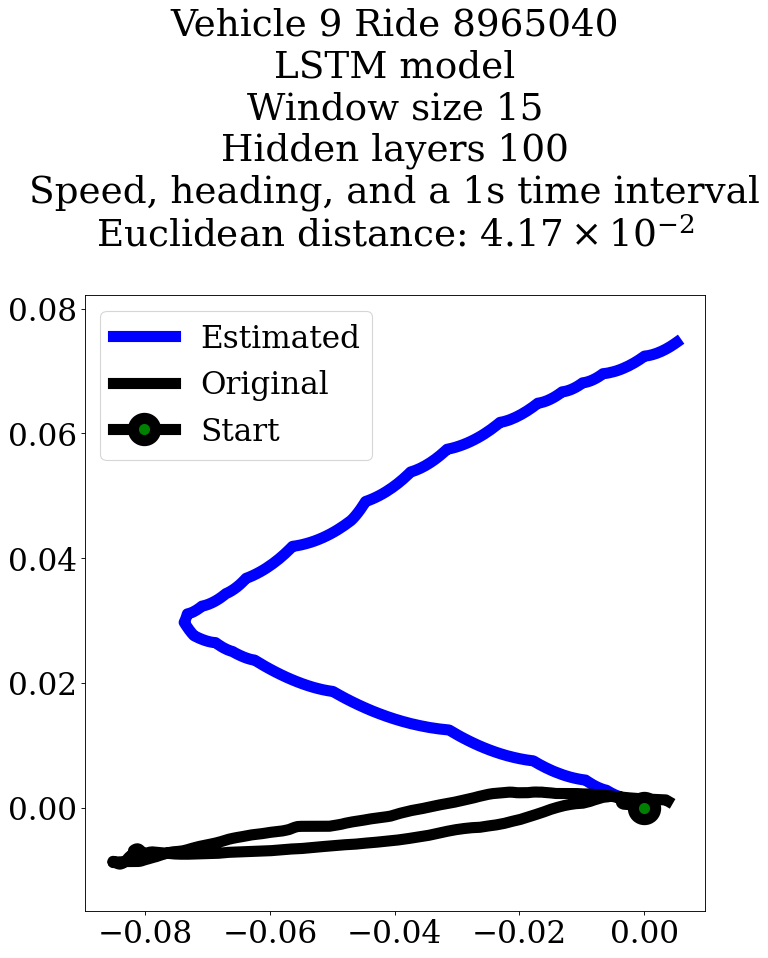 Vehicle 9 Ride 8965040
LSTM model
Window size 15
Hidden layers 100
Speed, heading, and a 1s time interval
Euclidean distance: 4.17 × 10⁻²
0.08
0.06
0.04
0.02
0.00
Estimated
Original
Start
−0.08 −0.06 −0.04 −0.02 0.00